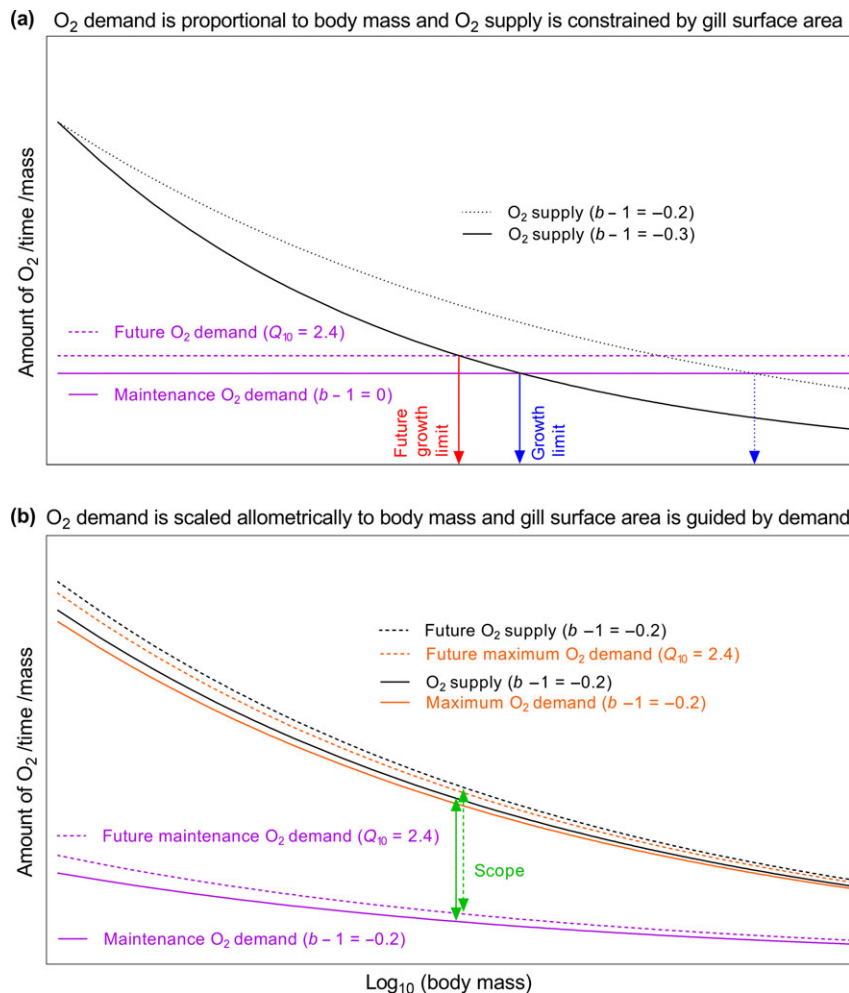 (a) O₂ demand is proportional to body mass and O₂ supply is constrained by gill surface area
Amount of O₂ /time /mass
O₂ supply (b – 1 = –0.2)
O₂ supply (b – 1 = –0.3)
Future O₂ demand (Q₁₀ = 2.4)
Maintenance O₂ demand (b – 1 = 0)
Future
growth
limit
Growth
limit
(b) O₂ demand is scaled allometrically to body mass and gill surface area is guided by demand
Amount of O₂ /time /mass
Future O₂ supply (b –1 = –0.2)
Future maximum O₂ demand (Q₁₀ = 2.4)
O₂ supply (b –1 = –0.2)
Maximum O₂ demand (b –1 = –0.2)
Future maintenance O₂ demand (Q₁₀ = 2.4)
Scope
Maintenance O₂ demand (b –1 = –0.2)
Log₁₀ (body mass)